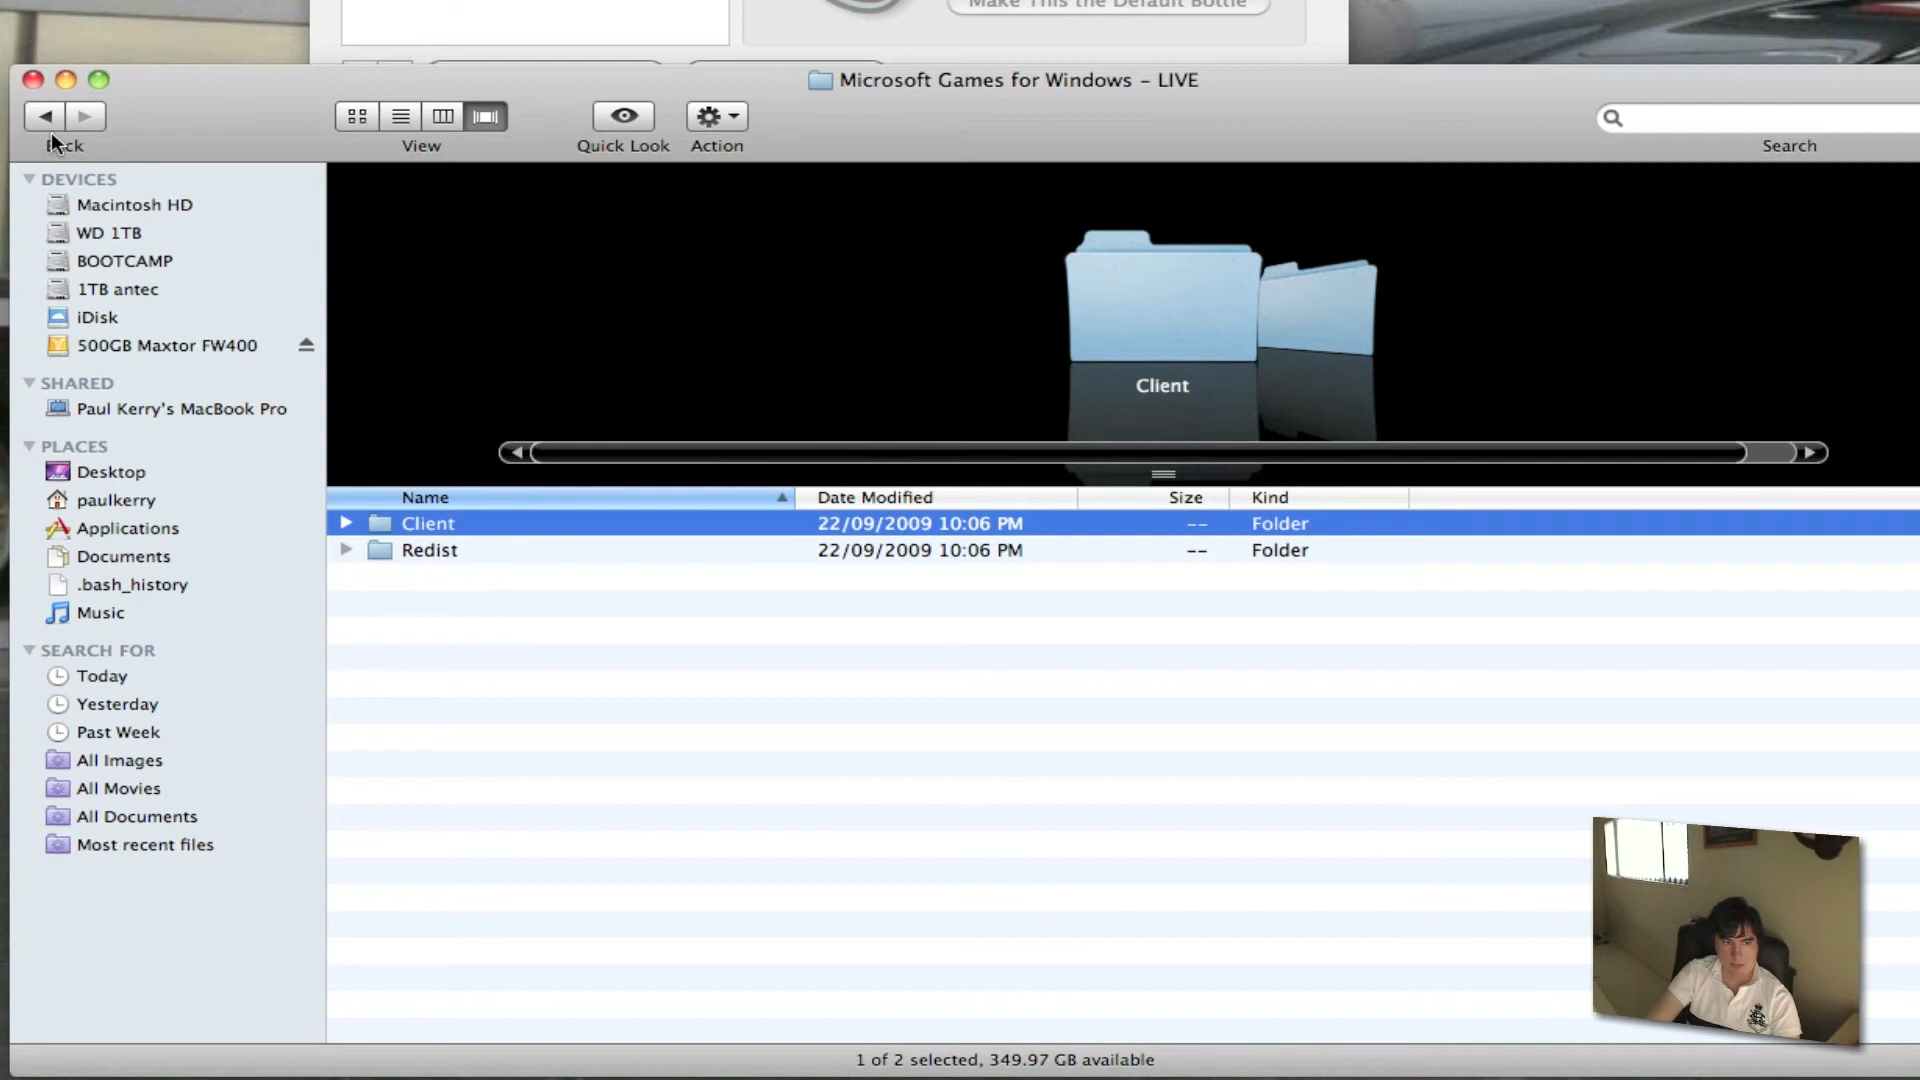 Make This the Default Bottle
Microsoft Games for Windows – LIVE
Back
View
Quick Look
Action
Search
DEVICES
Macintosh HD
WD 1TB
BOOTCAMP
1TB antec
iDisk
500GB Maxtor FW400
SHARED
Paul Kerry's MacBook Pro
PLACES
Desktop
paulkerry
Applications
Documents
.bash_history
Music
SEARCH FOR
Today
Yesterday
Past Week
All Images
All Movies
All Documents
Most recent files
Client
Name Date Modified Size Kind
Client 22/09/2009 10:06 PM -- Folder
Redist 22/09/2009 10:06 PM -- Folder
1 of 2 selected, 349.97 GB available